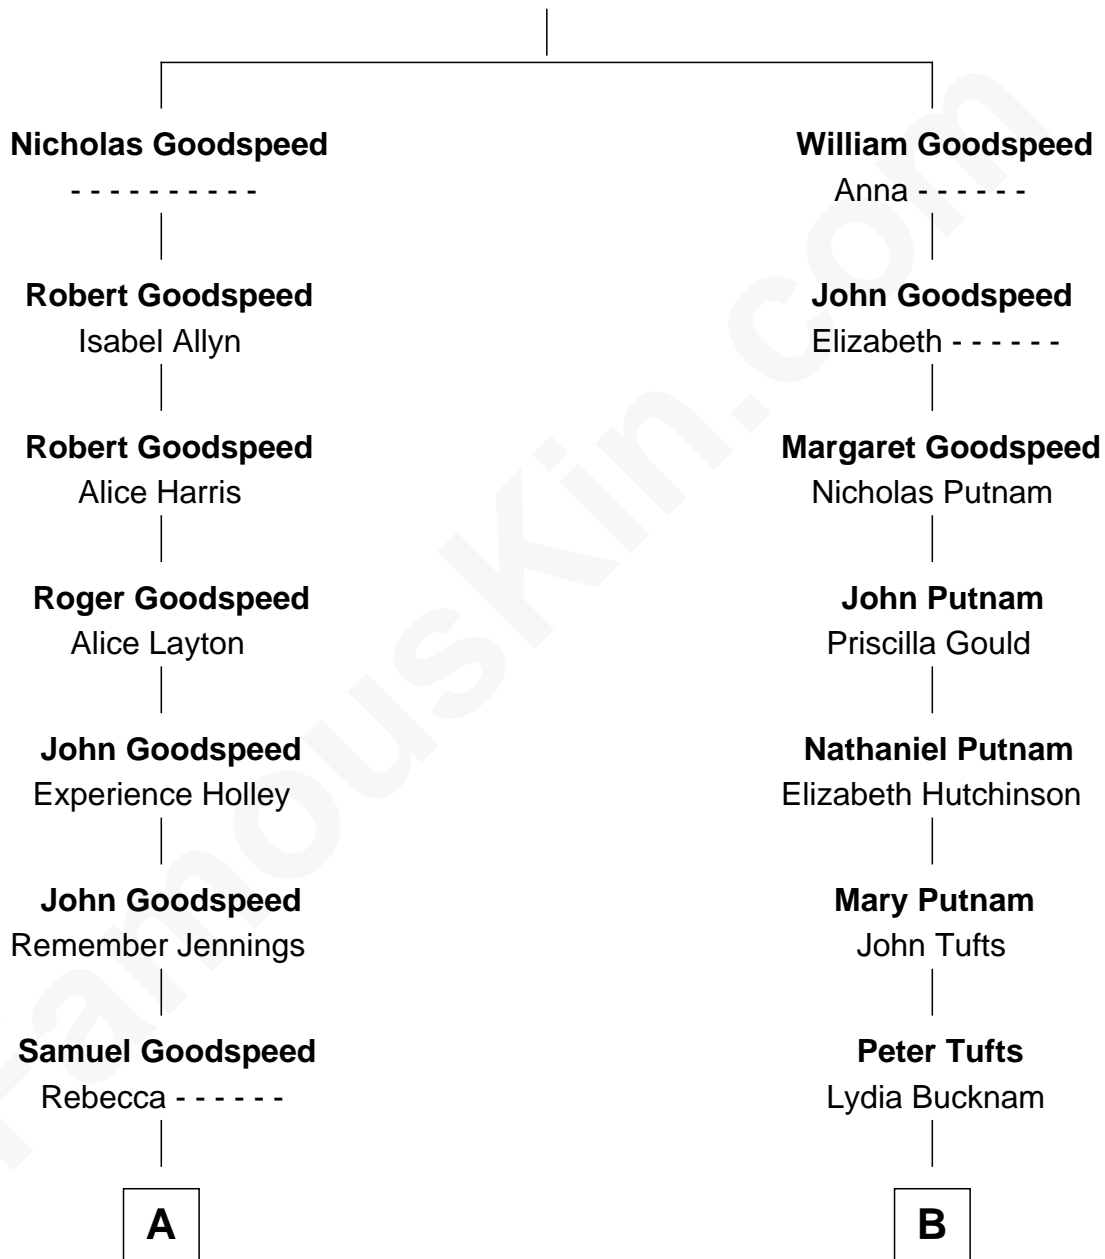 Nicholas Goodspeed
- - - - - - - - - -
Robert Goodspeed
Isabel Allyn
Robert Goodspeed
Alice Harris
Roger Goodspeed
Alice Layton
John Goodspeed
Experience Holley
John Goodspeed
Remember Jennings
Samuel Goodspeed
Rebecca - - - - - -
A
William Goodspeed
Anna - - - - - -
John Goodspeed
Elizabeth - - - - - -
Margaret Goodspeed
Nicholas Putnam
John Putnam
Priscilla Gould
Nathaniel Putnam
Elizabeth Hutchinson
Mary Putnam
John Tufts
Peter Tufts
Lydia Bucknam
B
FamousKin.com